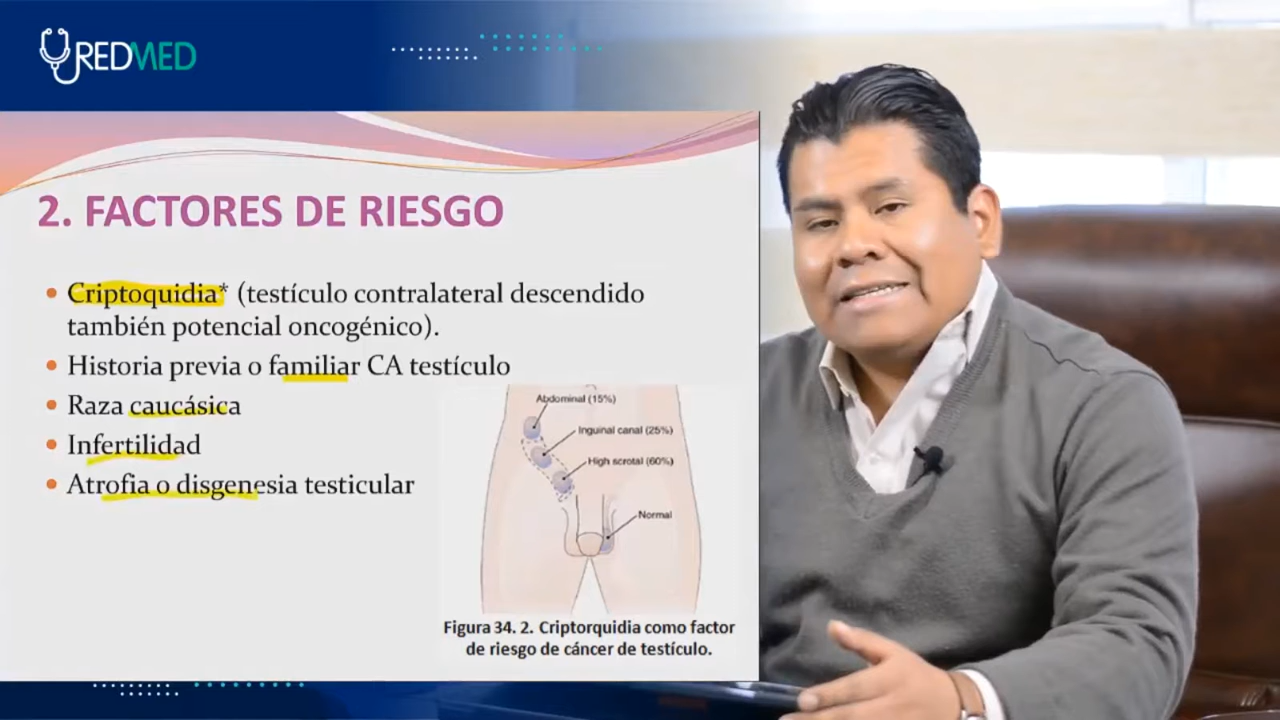 REDMED
2. FACTORES DE RIESGO
• Criptoquidia* (testículo contralateral descendido
también potencial oncogénico).
• Historia previa o familiar CA testículo
• Raza caucásica
• Infertilidad
• Atrofia o disgenesia testicular
Abdominal (15%)
Inguinal canal (25%)
High scrotal (60%)
Normal
Figura 34. 2. Criptorquidia como factor
de riesgo de cáncer de testículo.